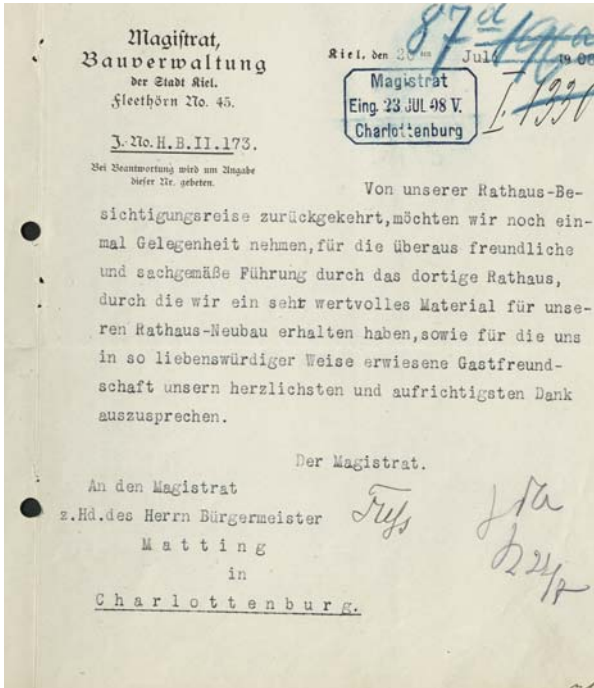 Magistrat,
Bauverwaltung
der Stadt Kiel.
Fleethörn No. 45.
J.-No. H.B.II.173.
Bei Beantwortung wird um Angabe
dieser Nr. gebeten.
Kiel, den Juli 1908
87
Magistrat
Eing. 23 JUL 08 V.
Charlottenburg
I. 1330
Von unserer Rathaus-Be-
sichtigungsreise zurückgekehrt,möchten wir noch ein-
mal Gelegenheit nehmen,für die überaus freundliche
und sachgemäße Führung durch das dortige Rathaus,
durch die wir ein sehr wertvolles Material für unse-
ren Rathaus-Neubau erhalten haben,sowie für die uns
in so liebenswürdiger Weise erwiesene Gastfreund-
schaft unsern herzlichsten und aufrichtigsten Dank
auszusprechen.
Der Magistrat.
An den Magistrat
z.Hd.des Herrn Bürgermeister
Matting
in
Charlottenburg.